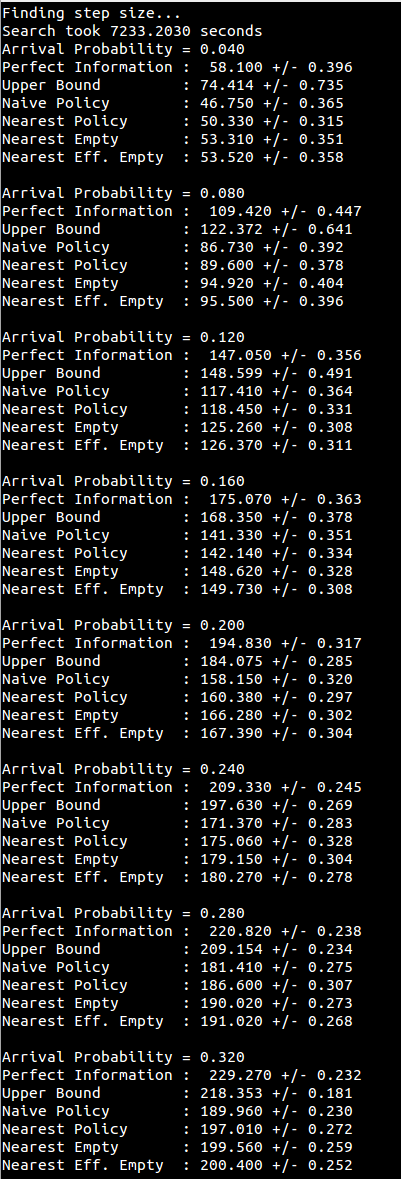 Finding step size...
Search took 7233.2030 seconds
Arrival Probability = 0.040
Perfect Information :  58.100 +/- 0.396
Upper Bound         : 74.414 +/- 0.735
Naive Policy        : 46.750 +/- 0.365
Nearest Policy      : 50.330 +/- 0.315
Nearest Empty       : 53.310 +/- 0.351
Nearest Eff. Empty  : 53.520 +/- 0.358

Arrival Probability = 0.080
Perfect Information :  109.420 +/- 0.447
Upper Bound         : 122.372 +/- 0.641
Naive Policy        : 86.730 +/- 0.392
Nearest Policy      : 89.600 +/- 0.378
Nearest Empty       : 94.920 +/- 0.404
Nearest Eff. Empty  : 95.500 +/- 0.396

Arrival Probability = 0.120
Perfect Information :  147.050 +/- 0.356
Upper Bound         : 148.599 +/- 0.491
Naive Policy        : 117.410 +/- 0.364
Nearest Policy      : 118.450 +/- 0.331
Nearest Empty       : 125.260 +/- 0.308
Nearest Eff. Empty  : 126.370 +/- 0.311

Arrival Probability = 0.160
Perfect Information :  175.070 +/- 0.363
Upper Bound         : 168.350 +/- 0.378
Naive Policy        : 141.330 +/- 0.351
Nearest Policy      : 142.140 +/- 0.334
Nearest Empty       : 148.620 +/- 0.328
Nearest Eff. Empty  : 149.730 +/- 0.308

Arrival Probability = 0.200
Perfect Information :  194.830 +/- 0.317
Upper Bound         : 184.075 +/- 0.285
Naive Policy        : 158.150 +/- 0.320
Nearest Policy      : 160.380 +/- 0.297
Nearest Empty       : 166.280 +/- 0.302
Nearest Eff. Empty  : 167.390 +/- 0.304

Arrival Probability = 0.240
Perfect Information :  209.330 +/- 0.245
Upper Bound         : 197.630 +/- 0.269
Naive Policy        : 171.370 +/- 0.283
Nearest Policy      : 175.060 +/- 0.328
Nearest Empty       : 179.150 +/- 0.304
Nearest Eff. Empty  : 180.270 +/- 0.278

Arrival Probability = 0.280
Perfect Information :  220.820 +/- 0.238
Upper Bound         : 209.154 +/- 0.234
Naive Policy        : 181.410 +/- 0.275
Nearest Policy      : 186.600 +/- 0.307
Nearest Empty       : 190.020 +/- 0.273
Nearest Eff. Empty  : 191.020 +/- 0.268

Arrival Probability = 0.320
Perfect Information :  229.270 +/- 0.232
Upper Bound         : 218.353 +/- 0.181
Naive Policy        : 189.960 +/- 0.230
Nearest Policy      : 197.010 +/- 0.272
Nearest Empty       : 199.560 +/- 0.259
Nearest Eff. Empty  : 200.400 +/- 0.252